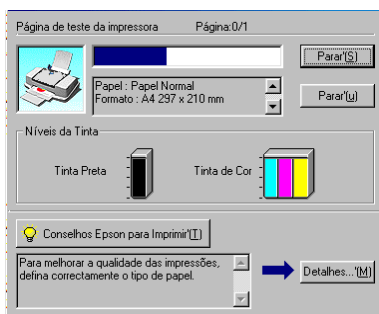 Página de teste da impressora Página:0/1
Parar'(S)
Papel : Papel Normal
Formato : A4 297 x 210 mm
Parar'(u)
Níveis da Tinta
Tinta Preta Tinta de Cor
Conselhos Epson para Imprimir'(T)
Para melhorar a qualidade das impressões,
defina correctamente o tipo de papel.
Detalhes...'(M)